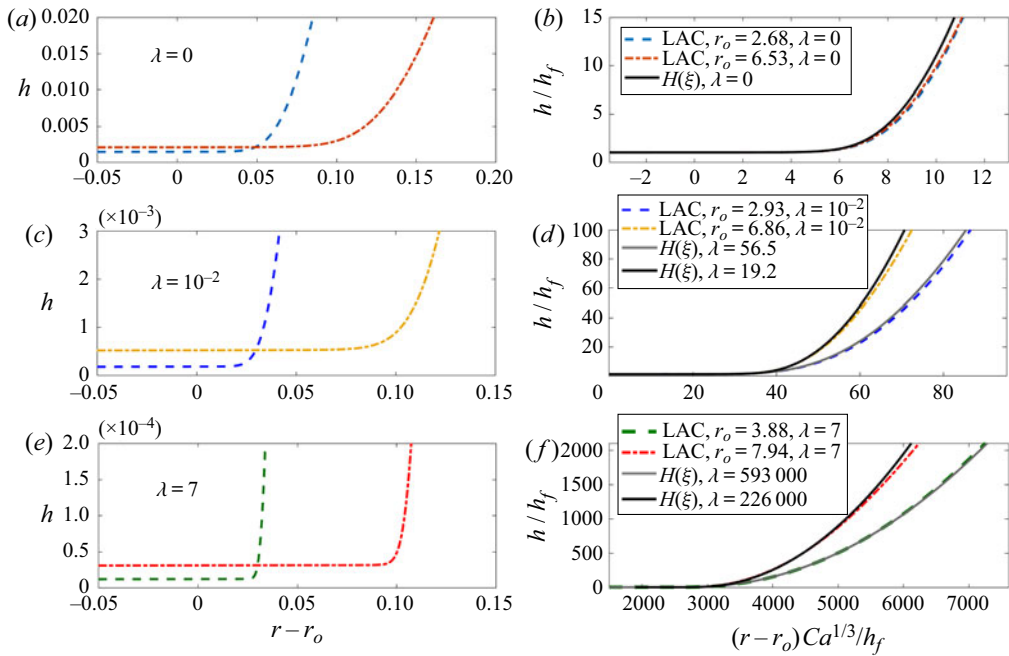 (a)
0.020
0.015
0.010
0.005
0
h
λ = 0
−0.05 0 0.05 0.10 0.15 0.20
(b)
15
10
5
0
h / h_f
LAC, r_o = 2.68, λ = 0
LAC, r_o = 6.53, λ = 0
H(ξ), λ = 0
−2 0 2 4 6 8 10 12
(c)
(×10⁻³)
3
2
1
0
h
λ = 10⁻²
−0.05 0 0.05 0.10 0.15
(d)
100
80
60
40
20
h / h_f
LAC, r_o = 2.93, λ = 10⁻²
LAC, r_o = 6.86, λ = 10⁻²
H(ξ), λ = 56.5
H(ξ), λ = 19.2
0 20 40 60 80
(e)
(×10⁻⁴)
2.0
1.5
1.0
0.5
0
h
λ = 7
−0.05 0 0.05 0.10 0.15
r − r_o
(f)
2000
1500
1000
500
0
h / h_f
LAC, r_o = 3.88, λ = 7
LAC, r_o = 7.94, λ = 7
H(ξ), λ = 593 000
H(ξ), λ = 226 000
2000 3000 4000 5000 6000 7000
(r − r_o) Ca^{1/3}/h_f